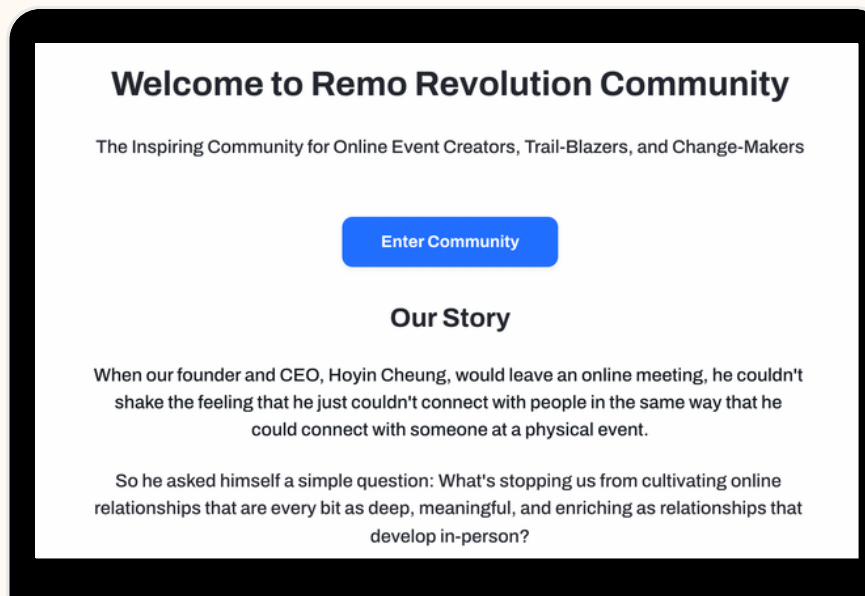 Welcome to Remo Revolution Community
The Inspiring Community for Online Event Creators, Trail-Blazers, and Change-Makers
Enter Community
Our Story
When our founder and CEO, Hoyin Cheung, would leave an online meeting, he couldn't
shake the feeling that he just couldn't connect with people in the same way that he
could connect with someone at a physical event.
So he asked himself a simple question: What's stopping us from cultivating online
relationships that are every bit as deep, meaningful, and enriching as relationships that
develop in-person?